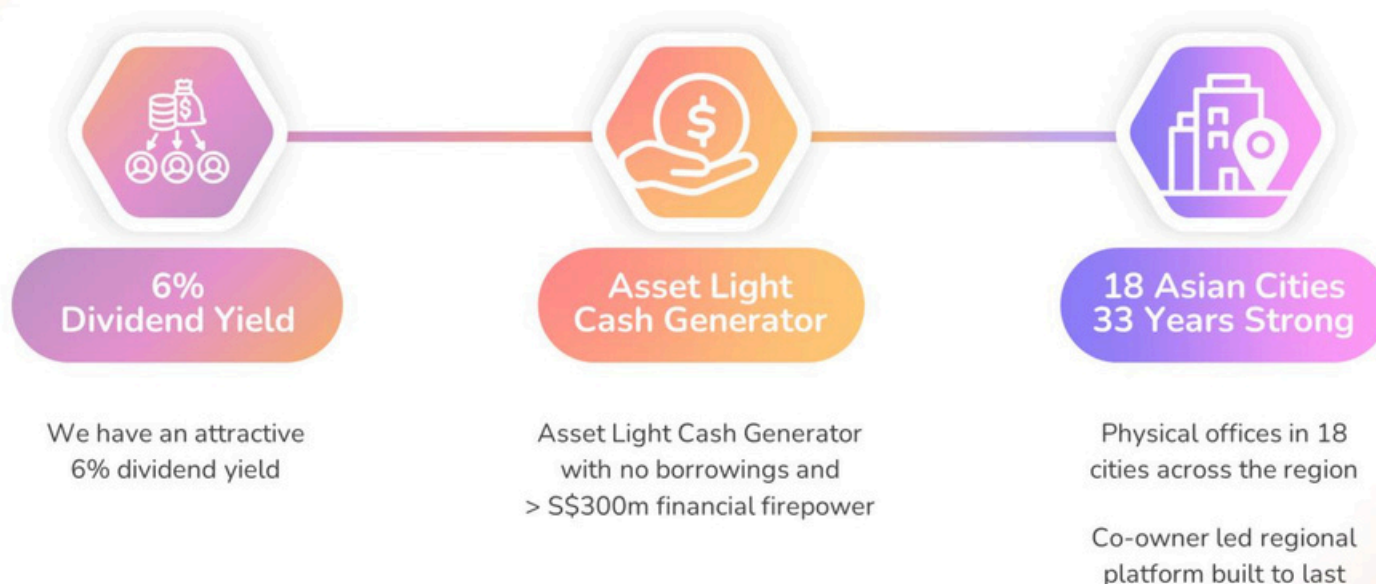 6%
Dividend Yield
We have an attractive
6% dividend yield
Asset Light
Cash Generator
Asset Light Cash Generator
with no borrowings and
> S$300m financial firepower
18 Asian Cities
33 Years Strong
Physical offices in 18
cities across the region
Co-owner led regional
platform built to last